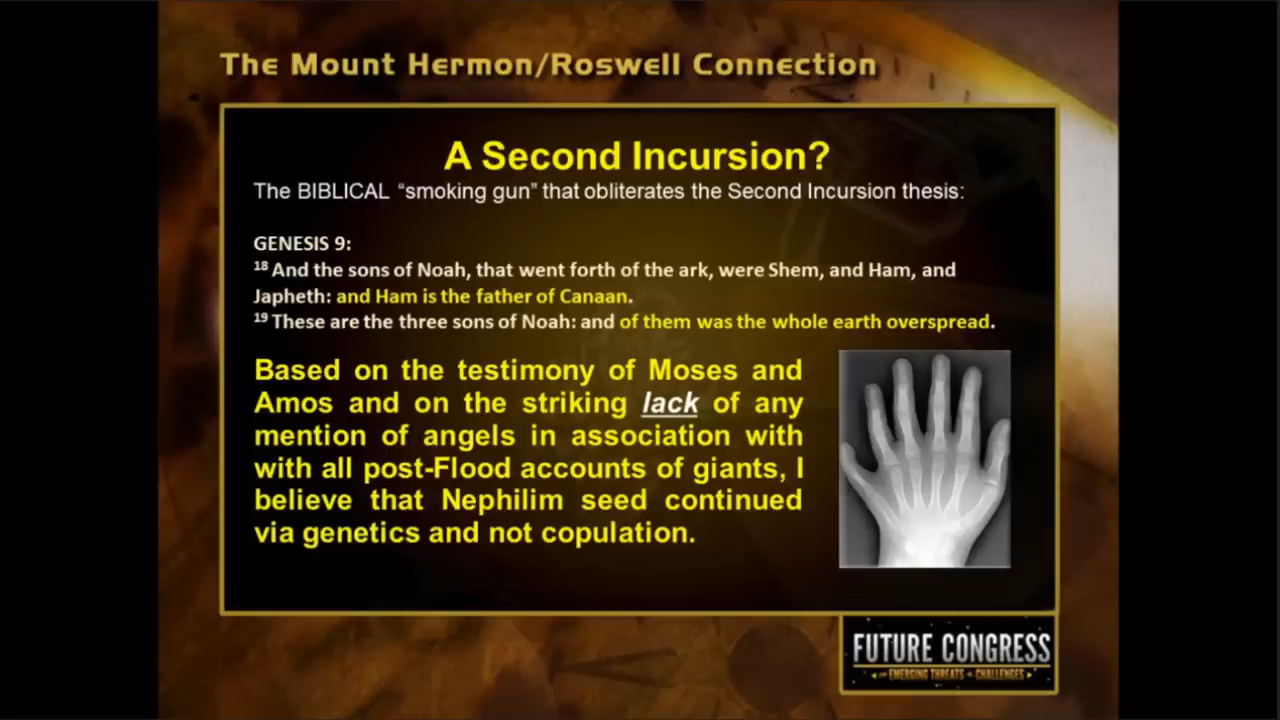 The Mount Hermon/Roswell Connection
A Second Incursion?
The BIBLICAL “smoking gun” that obliterates the Second Incursion thesis:
GENESIS 9:
18 And the sons of Noah, that went forth of the ark, were Shem, and Ham, and
Japheth: and Ham is the father of Canaan.
19 These are the three sons of Noah: and of them was the whole earth overspread.
Based on the testimony of Moses and
Amos and on the striking lack of any
mention of angels in association with
with all post-Flood accounts of giants, I
believe that Nephilim seed continued
via genetics and not copulation.
FUTURE CONGRESS
EMERGING THREATS + CHALLENGES